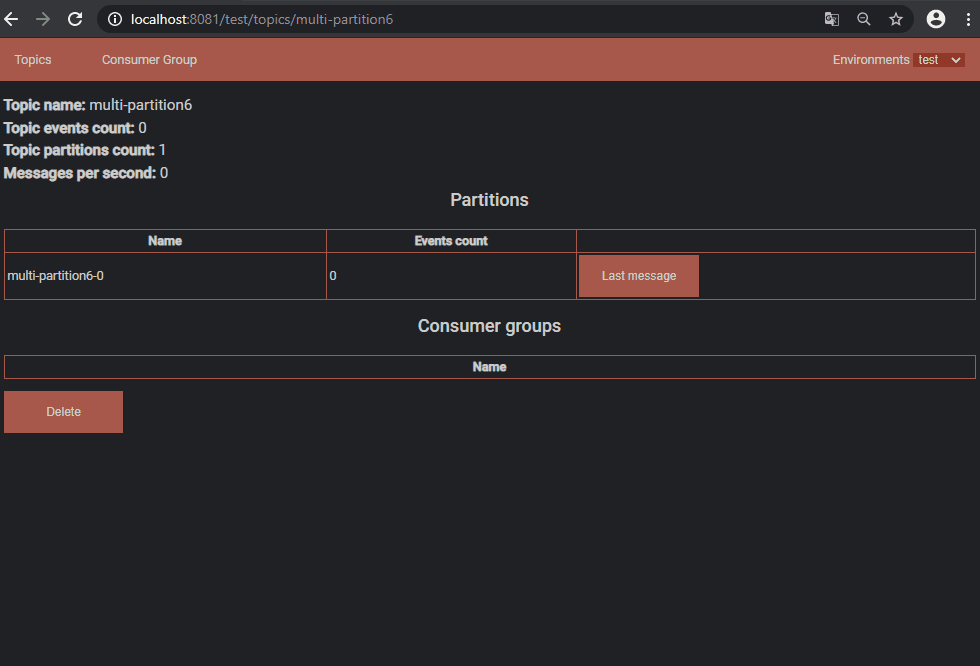 localhost:8081/test/topics/multi-partition6
Topics Consumer Group Environments test
Topic name: multi-partition6
Topic events count: 0
Topic partitions count: 1
Messages per second: 0
Partitions
Name Events count
multi-partition6-0 0 Last message
Consumer groups
Name
Delete